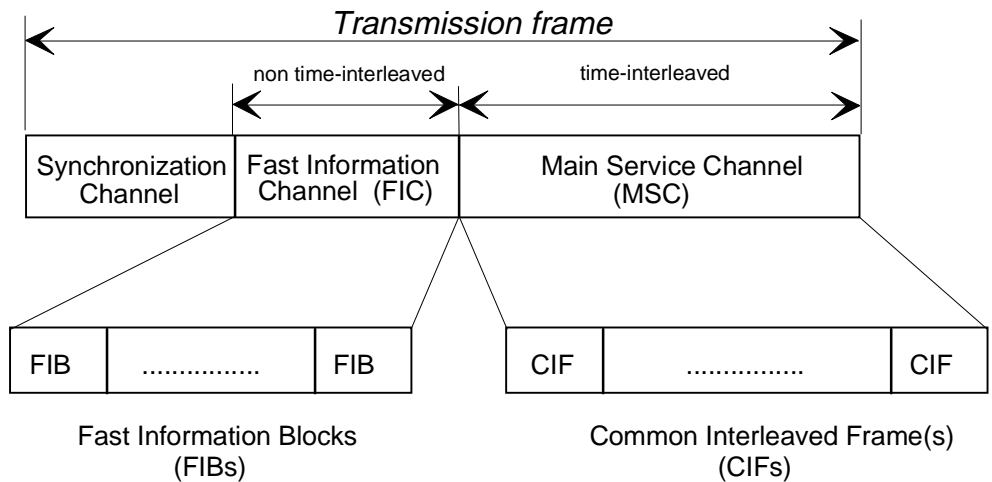 Transmission frame
non time-interleaved
time-interleaved
Synchronization
Channel
Fast Information
Channel (FIC)
Main Service Channel
(MSC)
FIB
...............
FIB
CIF
...............
CIF
Fast Information Blocks
(FIBs)
Common Interleaved Frame(s)
(CIFs)